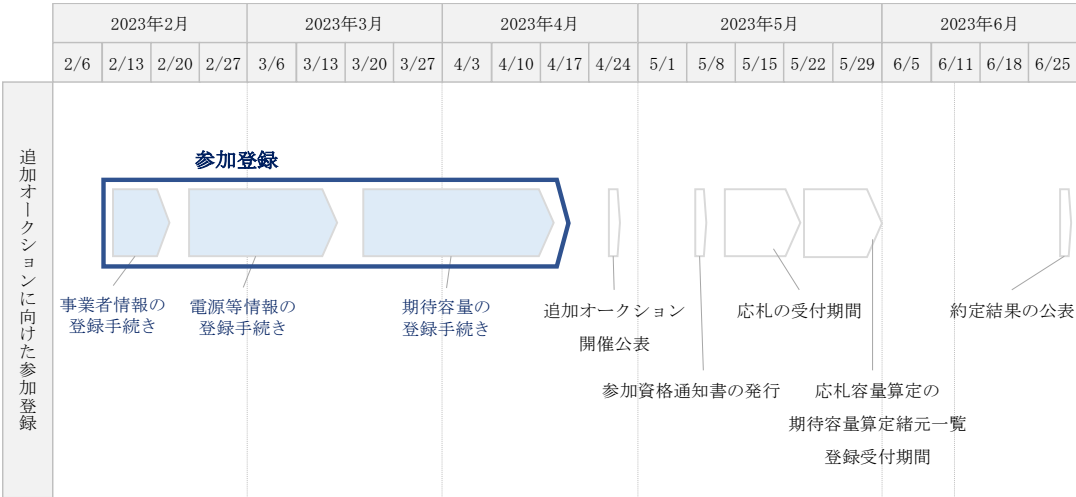 2023年2月
2023年3月
2023年4月
2023年5月
2023年6月
2/6
2/13
2/20
2/27
3/6
3/13
3/20
3/27
4/3
4/10
4/17
4/24
5/1
5/8
5/15
5/22
5/29
6/5
6/11
6/18
6/25
追加オークションに向けた参加登録
参加登録
事業者情報の
登録手続き
電源等情報の
登録手続き
期待容量の
登録手続き
追加オークション
開催公表
参加資格通知書の発行
応札の受付期間
応札容量算定の
期待容量算定緒元一覧
登録受付期間
約定結果の公表